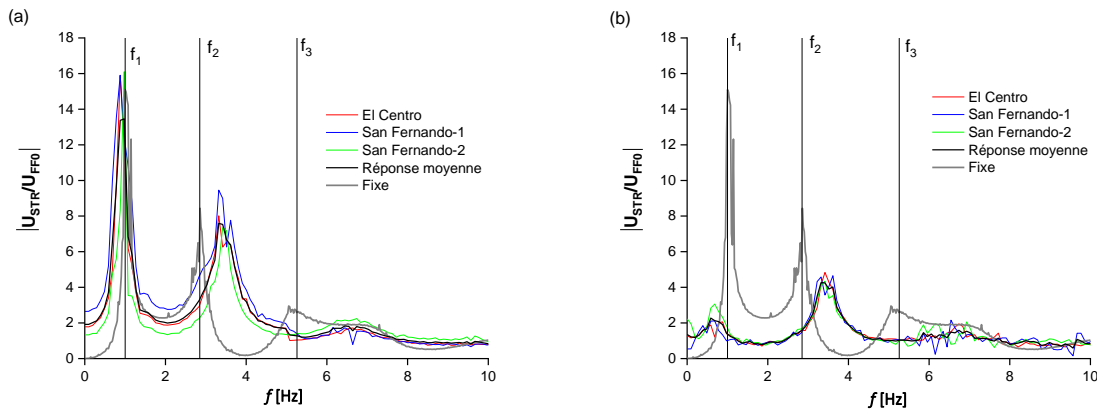 (a)
f1 f2 f3
18
16
14
12
10
8
6
4
2
0
|USTR/UFF0|
El Centro
San Fernando-1
San Fernando-2
Réponse moyenne
Fixe
0 2 4 6 8 10
f [Hz]
(b)
f1 f2 f3
18
16
14
12
10
8
6
4
2
0
|USTR/UFF0|
El Centro
San Fernando-1
San Fernando-2
Réponse moyenne
Fixe
0 2 4 6 8 10
f [Hz]